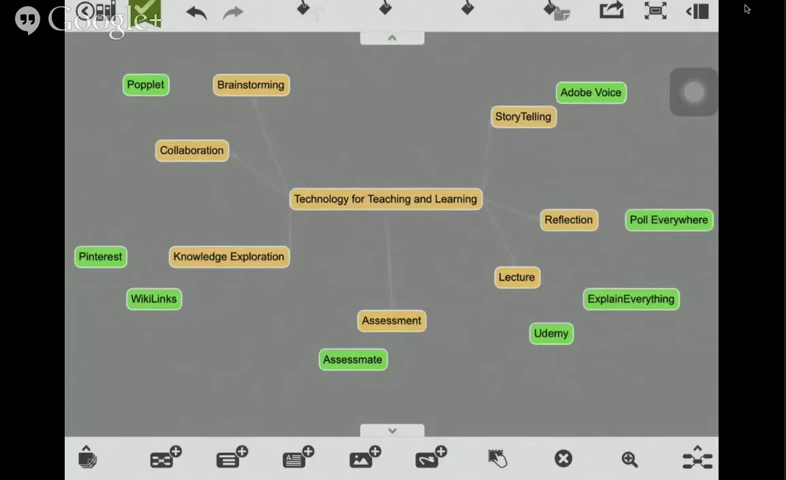 Google+
Popplet
Brainstorming
Adobe Voice
StoryTelling
Collaboration
Technology for Teaching and Learning
Reflection
Poll Everywhere
Pinterest
Knowledge Exploration
Lecture
WikiLinks
ExplainEverything
Assessment
Udemy
Assessmate